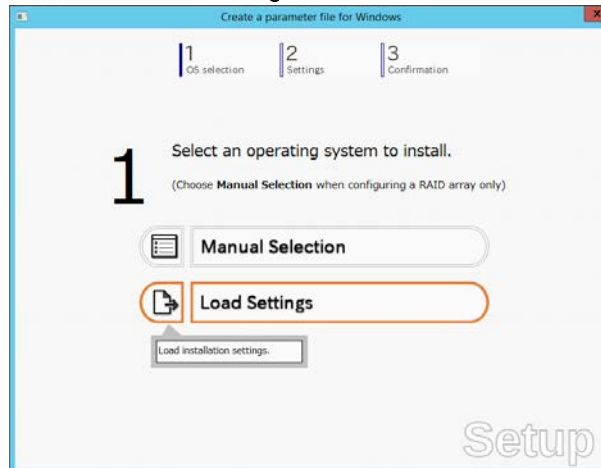 Create a parameter file for Windows
x
1
OS selection
2
Settings
3
Confirmation
1
Select an operating system to install.
(Choose Manual Selection when configuring a RAID array only)
Manual Selection
Load Settings
Load installation settings.
Setup